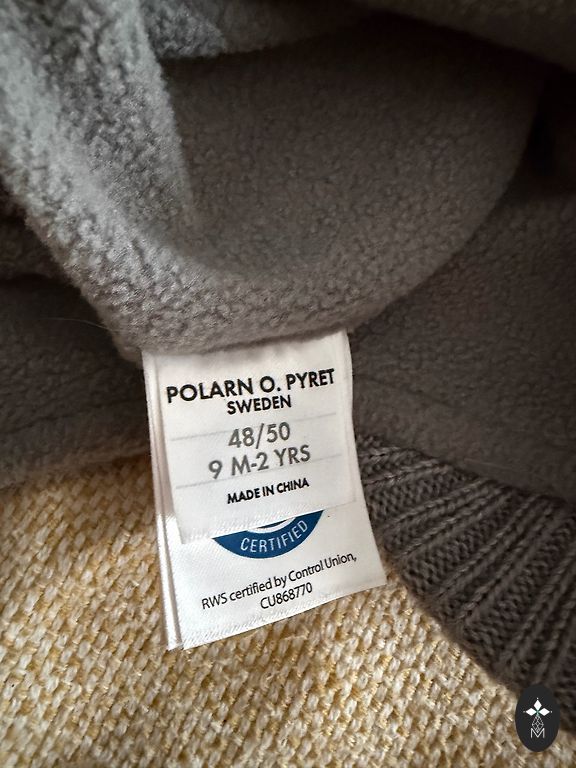 POLARN O. PYRET
SWEDEN
48/50
9 M-2 YRS
MADE IN CHINA
CERTIFIED
RWS certified by Control Union,
CU868770
M